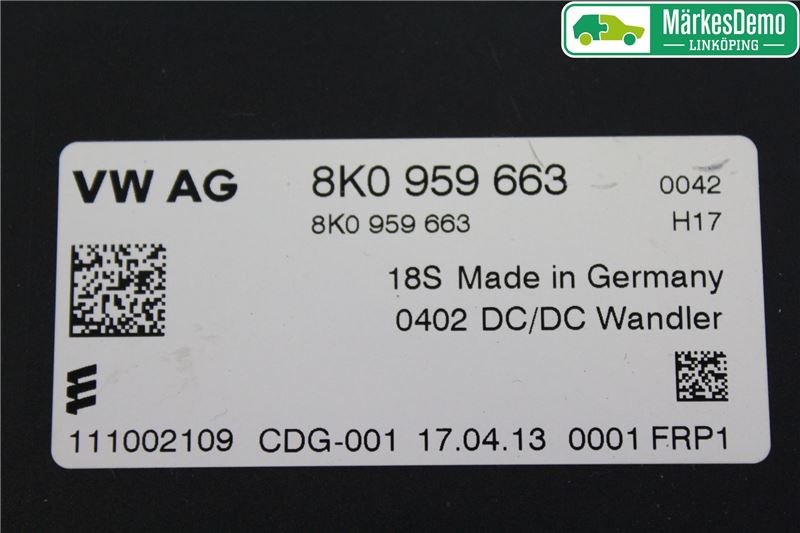 MärkesDemo
LINKÖPING
VW AG 8K0 959 663 0042
8K0 959 663 H17
18S Made in Germany
0402 DC/DC Wandler
111002109 CDG-001 17.04.13 0001 FRP1